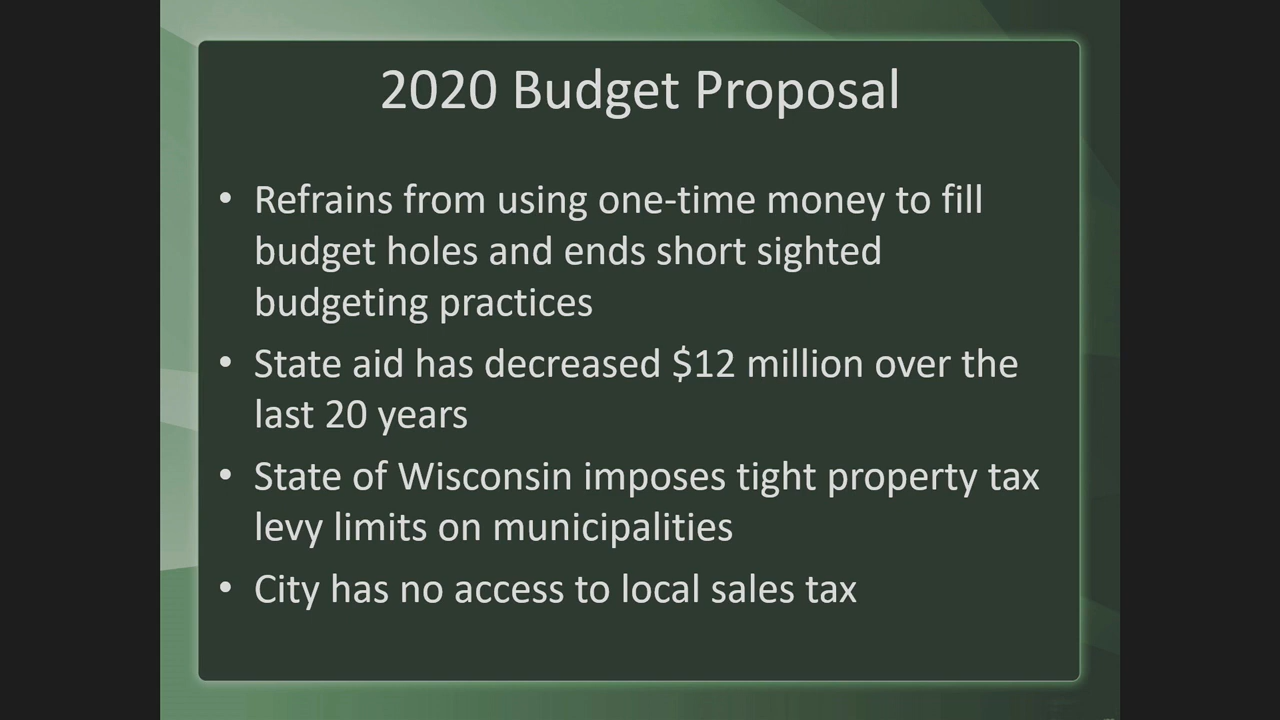 2020 Budget Proposal
• Refrains from using one-time money to fill
budget holes and ends short sighted
budgeting practices
• State aid has decreased $12 million over the
last 20 years
• State of Wisconsin imposes tight property tax
levy limits on municipalities
• City has no access to local sales tax